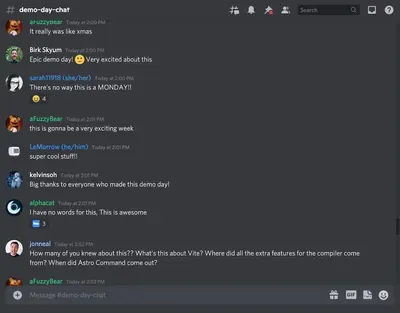 # demo-day-chat
Search
aFuzzyBear Today at 2:00 PM
It really was like xmas
Birk Skyum Today at 2:00 PM
Epic demo day! Very excited about this
sarah11918 (she/her) Today at 2:00 PM
There's no way this is a MONDAY!!
4
aFuzzyBear Today at 2:01 PM
this is gonna be a very exciting week
LaMorrow (he/him) Today at 2:01 PM
super cool stuff!!
kelvinsoh Today at 2:01 PM
Big thanks to everyone who made this demo day!
alphacat Today at 2:01 PM
I have no words for this, This is awesome
3
jonneal Today at 2:02 PM
How many of you knew about this?? What's this about Vite? Where did all the extra features for the compiler come
from? When did Astro Command come out?
aFuzzyBear Today at 2:03 PM
Message #demo-day-chat
GIF